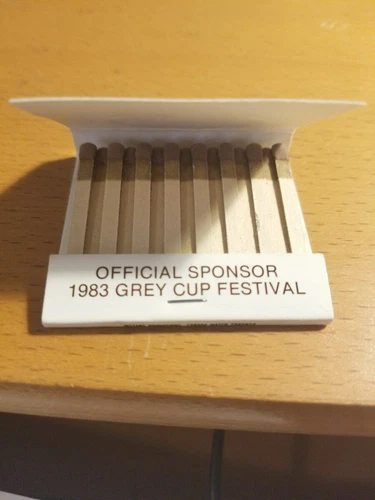 OFFICIAL SPONSOR
1983 GREY CUP FESTIVAL